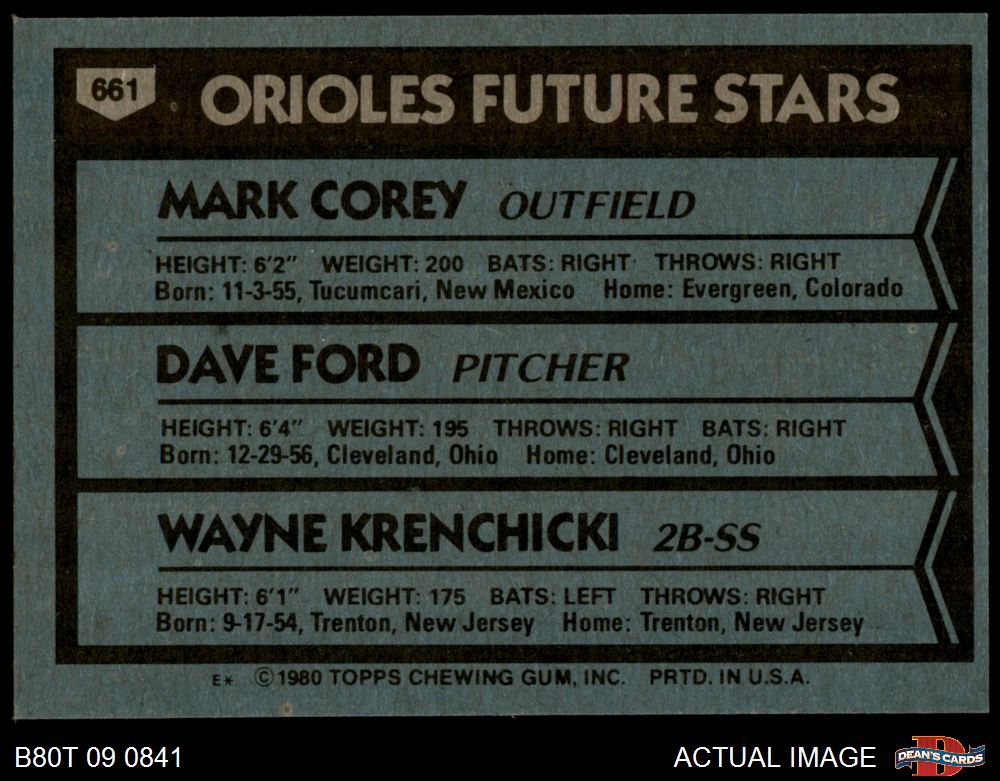 661
ORIOLES FUTURE STARS
MARK COREY OUTFIELD
HEIGHT: 6'2" WEIGHT: 200 BATS: RIGHT THROWS: RIGHT
Born: 11-3-55, Tucumcari, New Mexico Home: Evergreen, Colorado
DAVE FORD PITCHER
HEIGHT: 6'4" WEIGHT: 195 THROWS: RIGHT BATS: RIGHT
Born: 12-29-56, Cleveland, Ohio Home: Cleveland, Ohio
WAYNE KRENCHICKI 2B-SS
HEIGHT: 6'1" WEIGHT: 175 BATS: LEFT THROWS: RIGHT
Born: 9-17-54, Trenton, New Jersey Home: Trenton, New Jersey
E* ©1980 TOPPS CHEWING GUM, INC. PRTD. IN U.S.A.
B80T 09 0841 ACTUAL IMAGE D DEAN'S CARDS